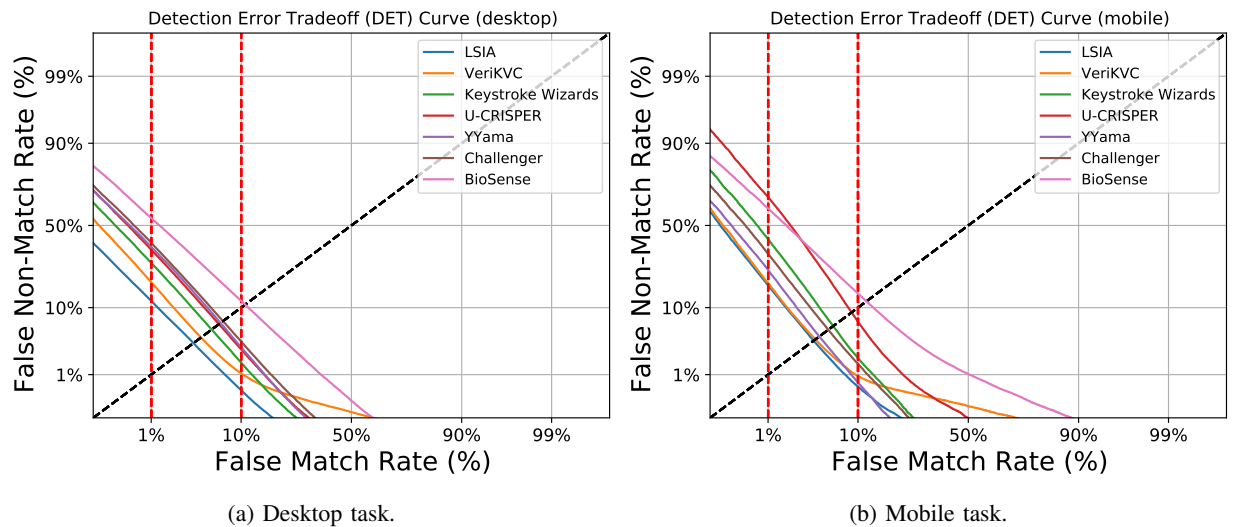 Detection Error Tradeoff (DET) Curve (desktop)
False Non-Match Rate (%)
99%
90%
50%
10%
1%
LSIA
VeriKVC
Keystroke Wizards
U-CRISPER
YYama
Challenger
BioSense
1%
10%
50%
90%
99%
False Match Rate (%)
(a) Desktop task.
Detection Error Tradeoff (DET) Curve (mobile)
False Non-Match Rate (%)
99%
90%
50%
10%
1%
LSIA
VeriKVC
Keystroke Wizards
U-CRISPER
YYama
Challenger
BioSense
1%
10%
50%
90%
99%
False Match Rate (%)
(b) Mobile task.